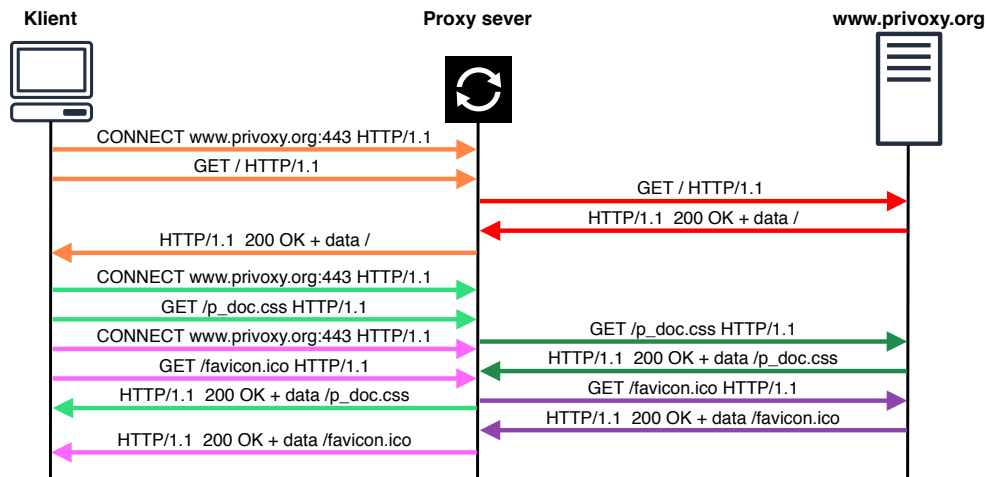 Klient
Proxy sever
www.privoxy.org
CONNECT www.privoxy.org:443 HTTP/1.1
GET / HTTP/1.1
GET / HTTP/1.1
HTTP/1.1 200 OK + data /
HTTP/1.1 200 OK + data /
CONNECT www.privoxy.org:443 HTTP/1.1
GET /p_doc.css HTTP/1.1
CONNECT www.privoxy.org:443 HTTP/1.1
GET /p_doc.css HTTP/1.1
HTTP/1.1 200 OK + data /p_doc.css
GET /favicon.ico HTTP/1.1
GET /favicon.ico HTTP/1.1
HTTP/1.1 200 OK + data /p_doc.css
HTTP/1.1 200 OK + data /favicon.ico
HTTP/1.1 200 OK + data /favicon.ico